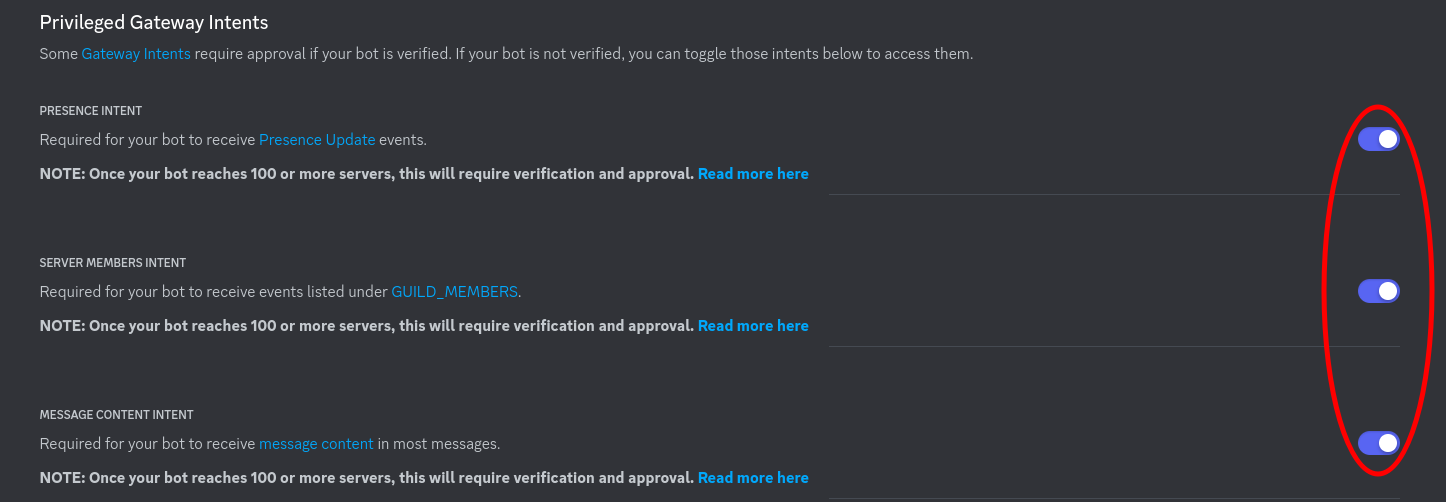 Privileged Gateway Intents
Some Gateway Intents require approval if your bot is verified. If your bot is not verified, you can toggle those intents below to access them.
PRESENCE INTENT
Required for your bot to receive Presence Update events.
NOTE: Once your bot reaches 100 or more servers, this will require verification and approval. Read more here
SERVER MEMBERS INTENT
Required for your bot to receive events listed under GUILD_MEMBERS.
NOTE: Once your bot reaches 100 or more servers, this will require verification and approval. Read more here
MESSAGE CONTENT INTENT
Required for your bot to receive message content in most messages.
NOTE: Once your bot reaches 100 or more servers, this will require verification and approval. Read more here